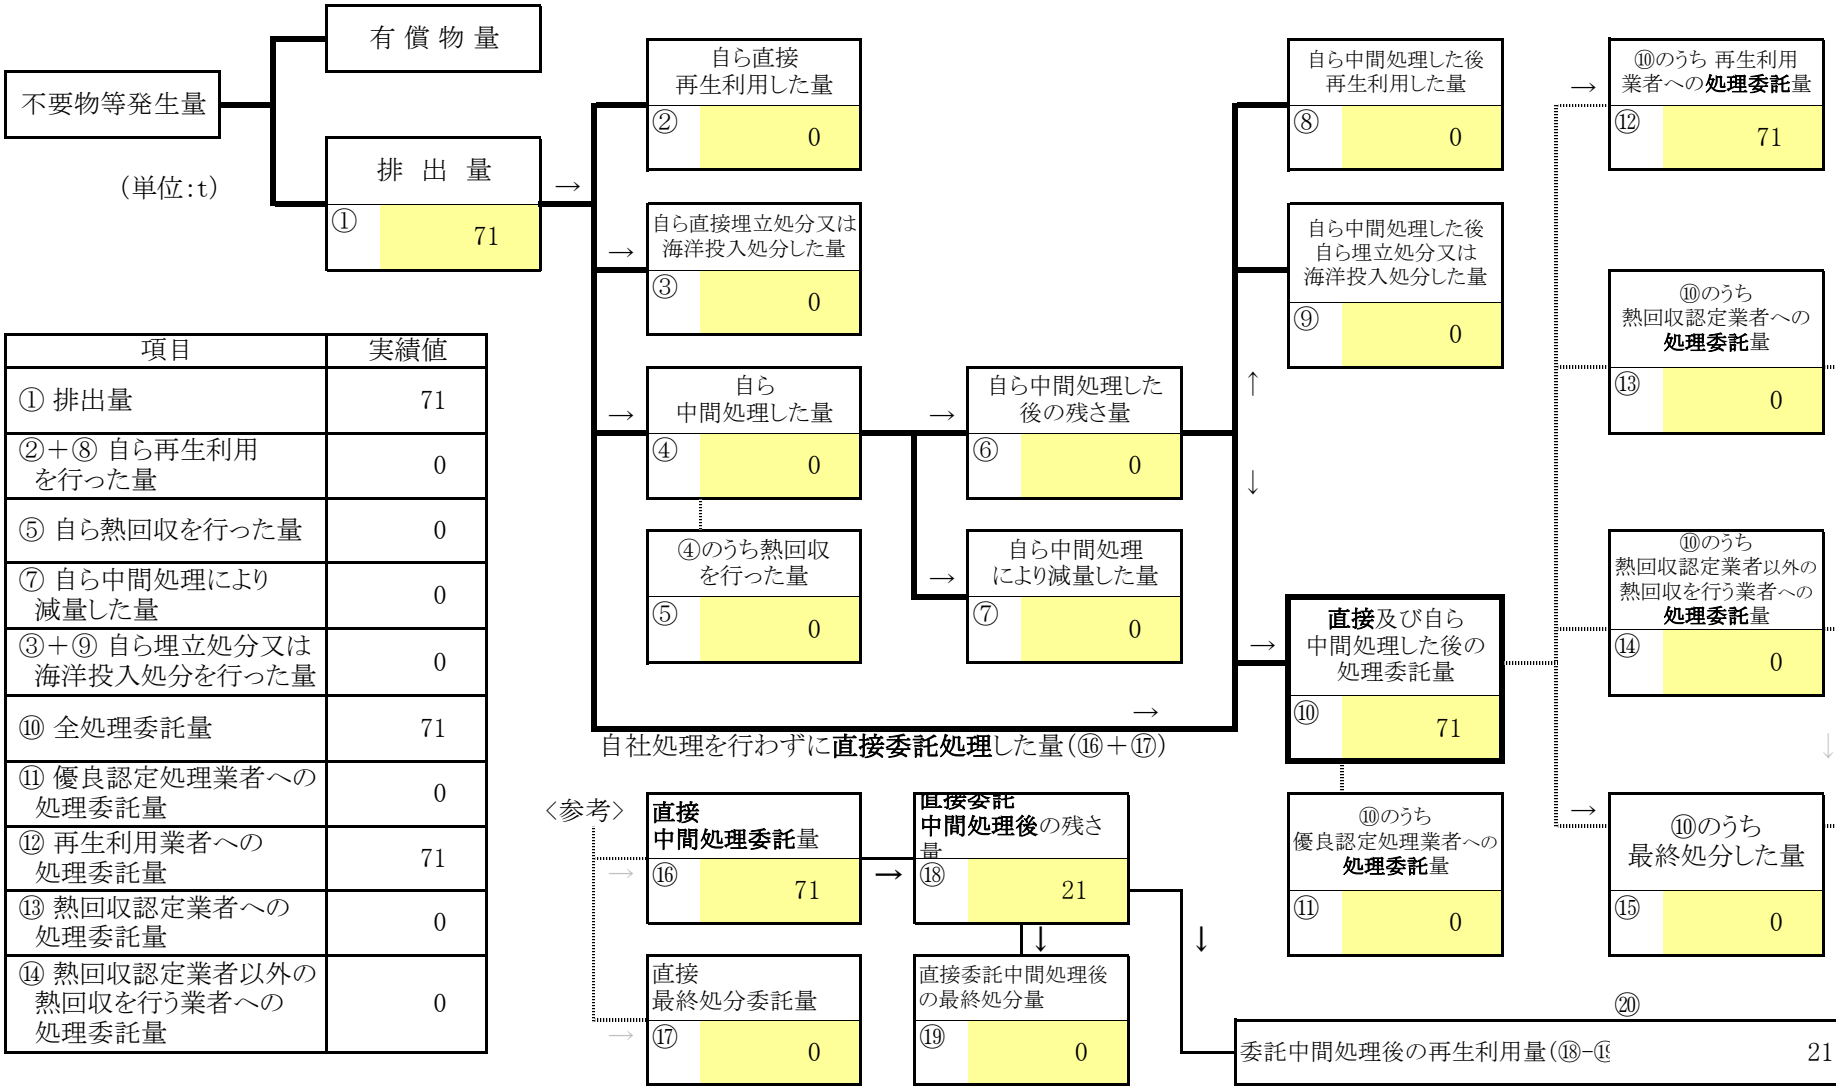 不要物等発生量
有 償 物 量
排 出 量
①
71
(単位:t)
→
自ら直接
再生利用した量
②
0
→
自ら直接埋立処分又は
海洋投入処分した量
③
0
→
自ら
中間処理した量
④
0
④のうち熱回収
を行った量
⑤
0
→
自ら中間処理した
後の残さ量
⑥
0
→
自ら中間処理
により減量した量
⑦
0
自ら中間処理した後
再生利用した量
⑧
0
自ら中間処理した後
自ら埋立処分又は
海洋投入処分した量
⑨
0
↑
↓
→
直接及び自ら
中間処理した後の
処理委託量
⑩
71
→
自社処理を行わずに直接委託処理した量(⑯+⑰)
⑩のうち
優良認定処理業者への
処理委託量
⑪
0
→
⑩のうち 再生利用
業者への処理委託量
⑫
71
⑩のうち
熱回収認定業者への
処理委託量
⑬
0
⑩のうち
熱回収認定業者以外の
熱回収を行う業者への
処理委託量
⑭
0
↓
→
⑩のうち
最終処分した量
⑮
0
項目 実績値
① 排出量 71
②+⑧ 自ら再生利用
を行った量 0
⑤ 自ら熱回収を行った量 0
⑦ 自ら中間処理により
減量した量 0
③+⑨ 自ら埋立処分又は
海洋投入処分を行った量 0
⑩ 全処理委託量 71
⑪ 優良認定処理業者への
処理委託量 0
⑫ 再生利用業者への
処理委託量 71
⑬ 熱回収認定業者への
処理委託量 0
⑭ 熱回収認定業者以外の
熱回収を行う業者への
処理委託量 0
<参考>
→
直接
中間処理委託量
⑯
71
→
直接委託
中間処理後の残さ
量
⑱
21
↓
↓
→
直接
最終処分委託量
⑰
0
直接委託中間処理後
の最終処分量
⑲
0
⑳
委託中間処理後の再生利用量(⑱-⑲
21